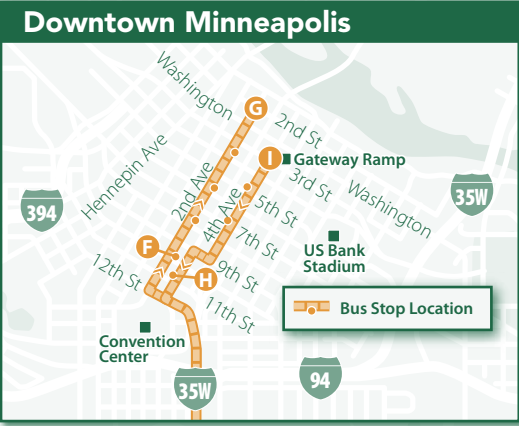 Downtown Minneapolis
Washington
G
2nd St
I
Gateway Ramp
3rd St
Hennepin Ave
2nd Ave
4th Ave
5th St
Washington
35W
394
7th St
F
US Bank
Stadium
12th St
H
9th St
11th St
Bus Stop Location
Convention
Center
35W
94